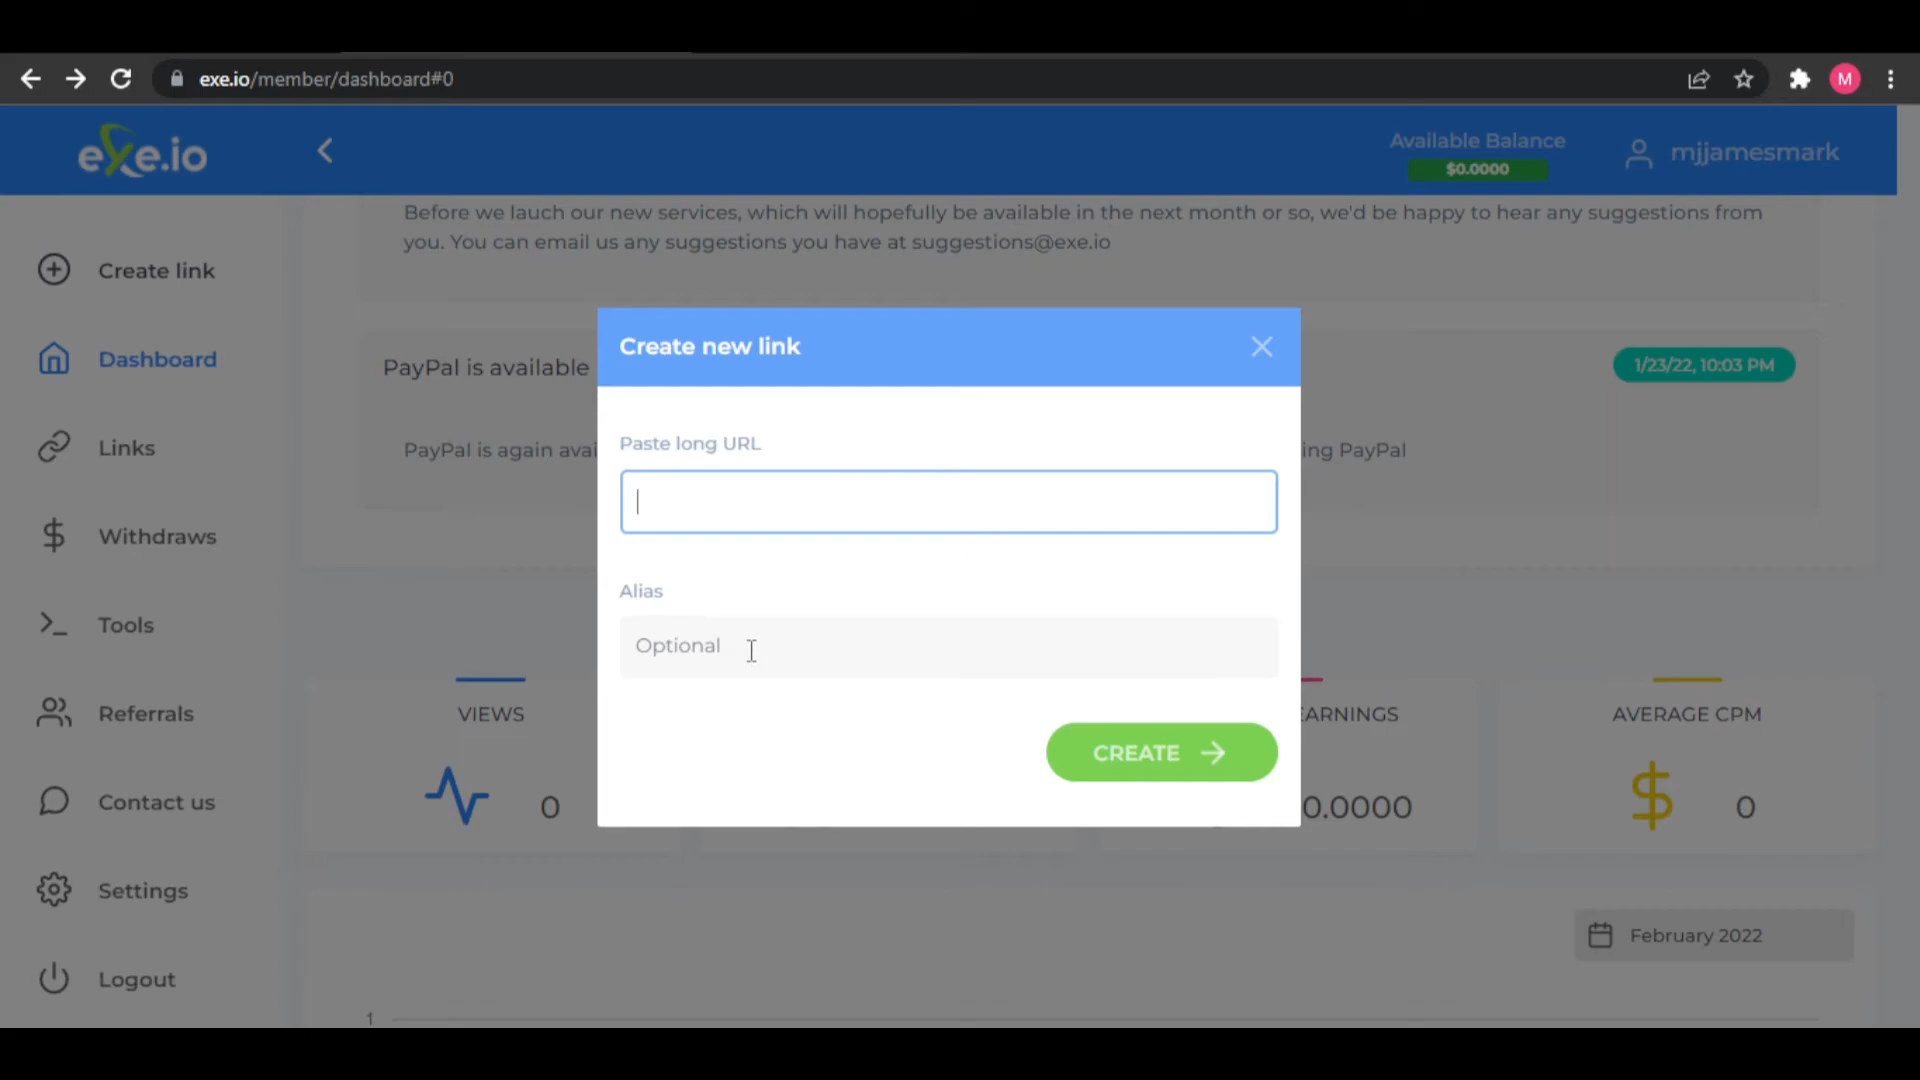 exe.io/member/dashboard#0
M
exe.io
Available Balance
$0.0000
mjjamesmark
Before we lauch our new services, which will hopefully be available in the next month or so, we'd be happy to hear any suggestions from
you. You can email us any suggestions you have at suggestions@exe.io
Create link
Dashboard
Links
Withdraws
Tools
Referrals
Contact us
Settings
Logout
PayPal is available
1/23/22, 10:03 PM
PayPal is again avai
ing PayPal
Create new link
Paste long URL
Alias
Optional
CREATE
VIEWS
0
EARNINGS
0.0000
AVERAGE CPM
0
February 2022
1